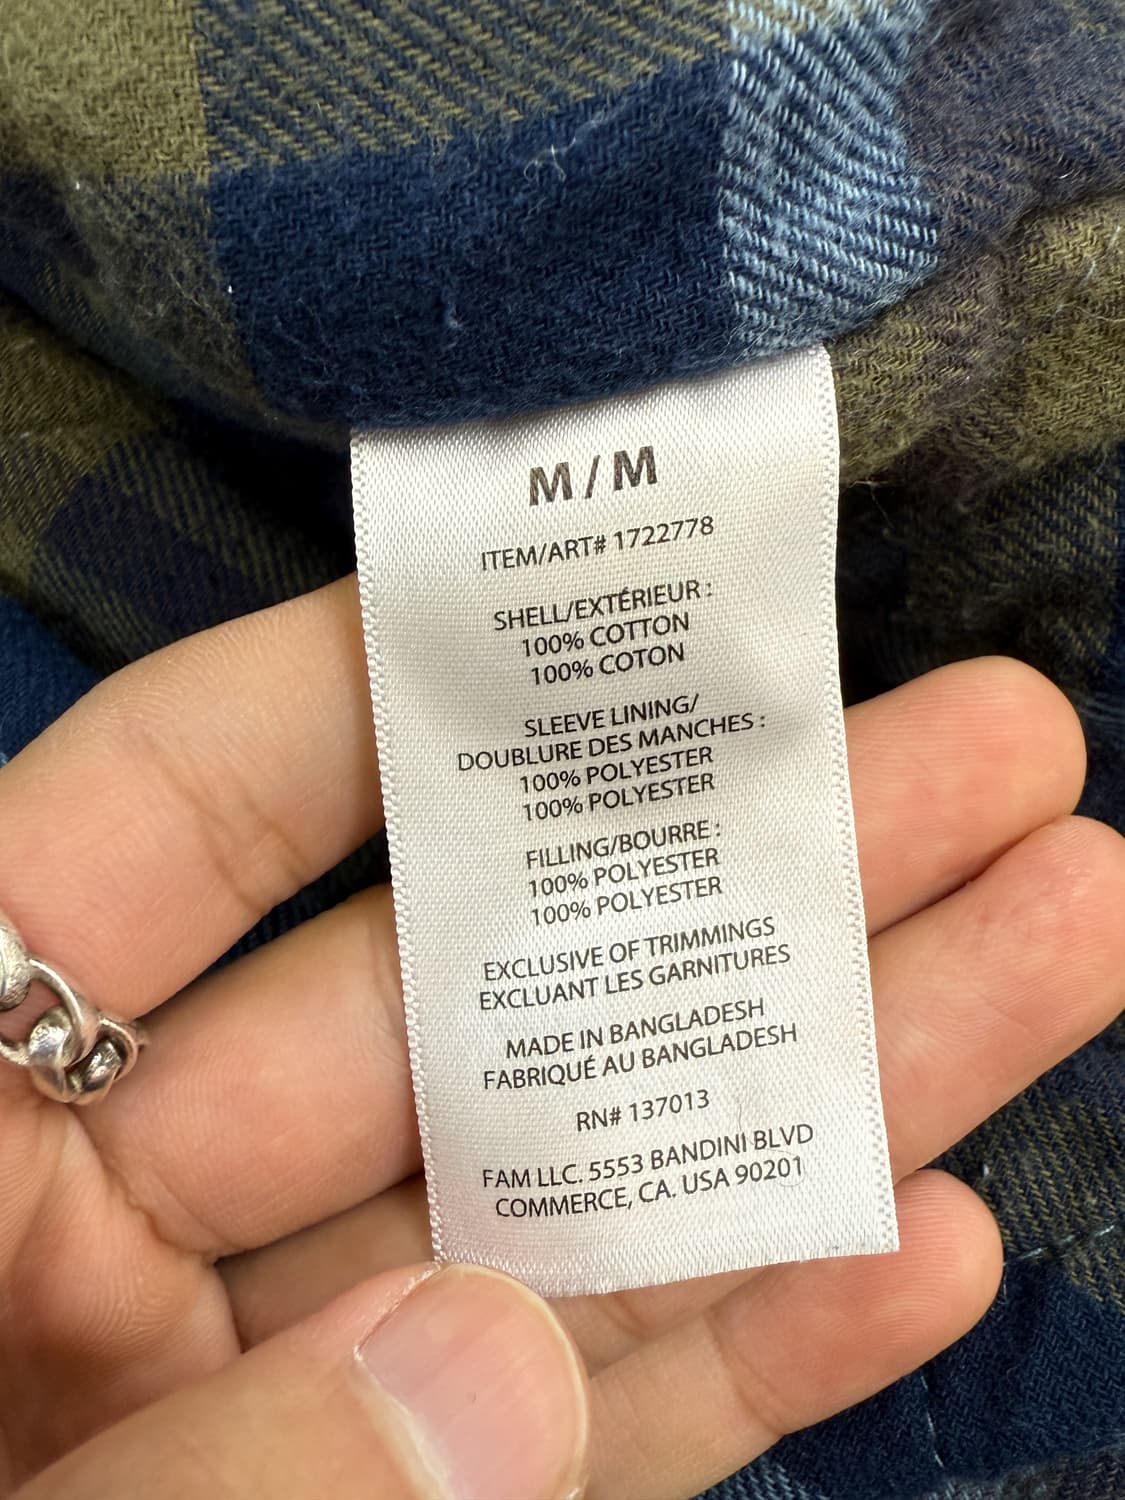 M / M
ITEM/ART# 1722778
SHELL/EXTÉRIEUR :
100% COTTON
100% COTON
SLEEVE LINING/
DOUBLURE DES MANCHES :
100% POLYESTER
100% POLYESTER
FILLING/BOURRE :
100% POLYESTER
100% POLYESTER
EXCLUSIVE OF TRIMMINGS
EXCLUANT LES GARNITURES
MADE IN BANGLADESH
FABRIQUÉ AU BANGLADESH
RN# 137013
FAM LLC. 5553 BANDINI BLVD
COMMERCE, CA. USA 90201